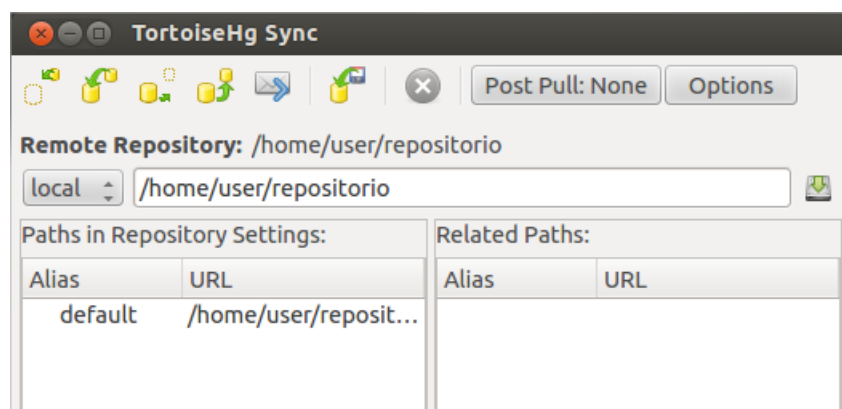 TortoiseHg Sync
Post Pull: None Options
Remote Repository: /home/user/repositorio
local /home/user/repositorio
Paths in Repository Settings: Related Paths:
Alias URL Alias URL
default /home/user/reposit...